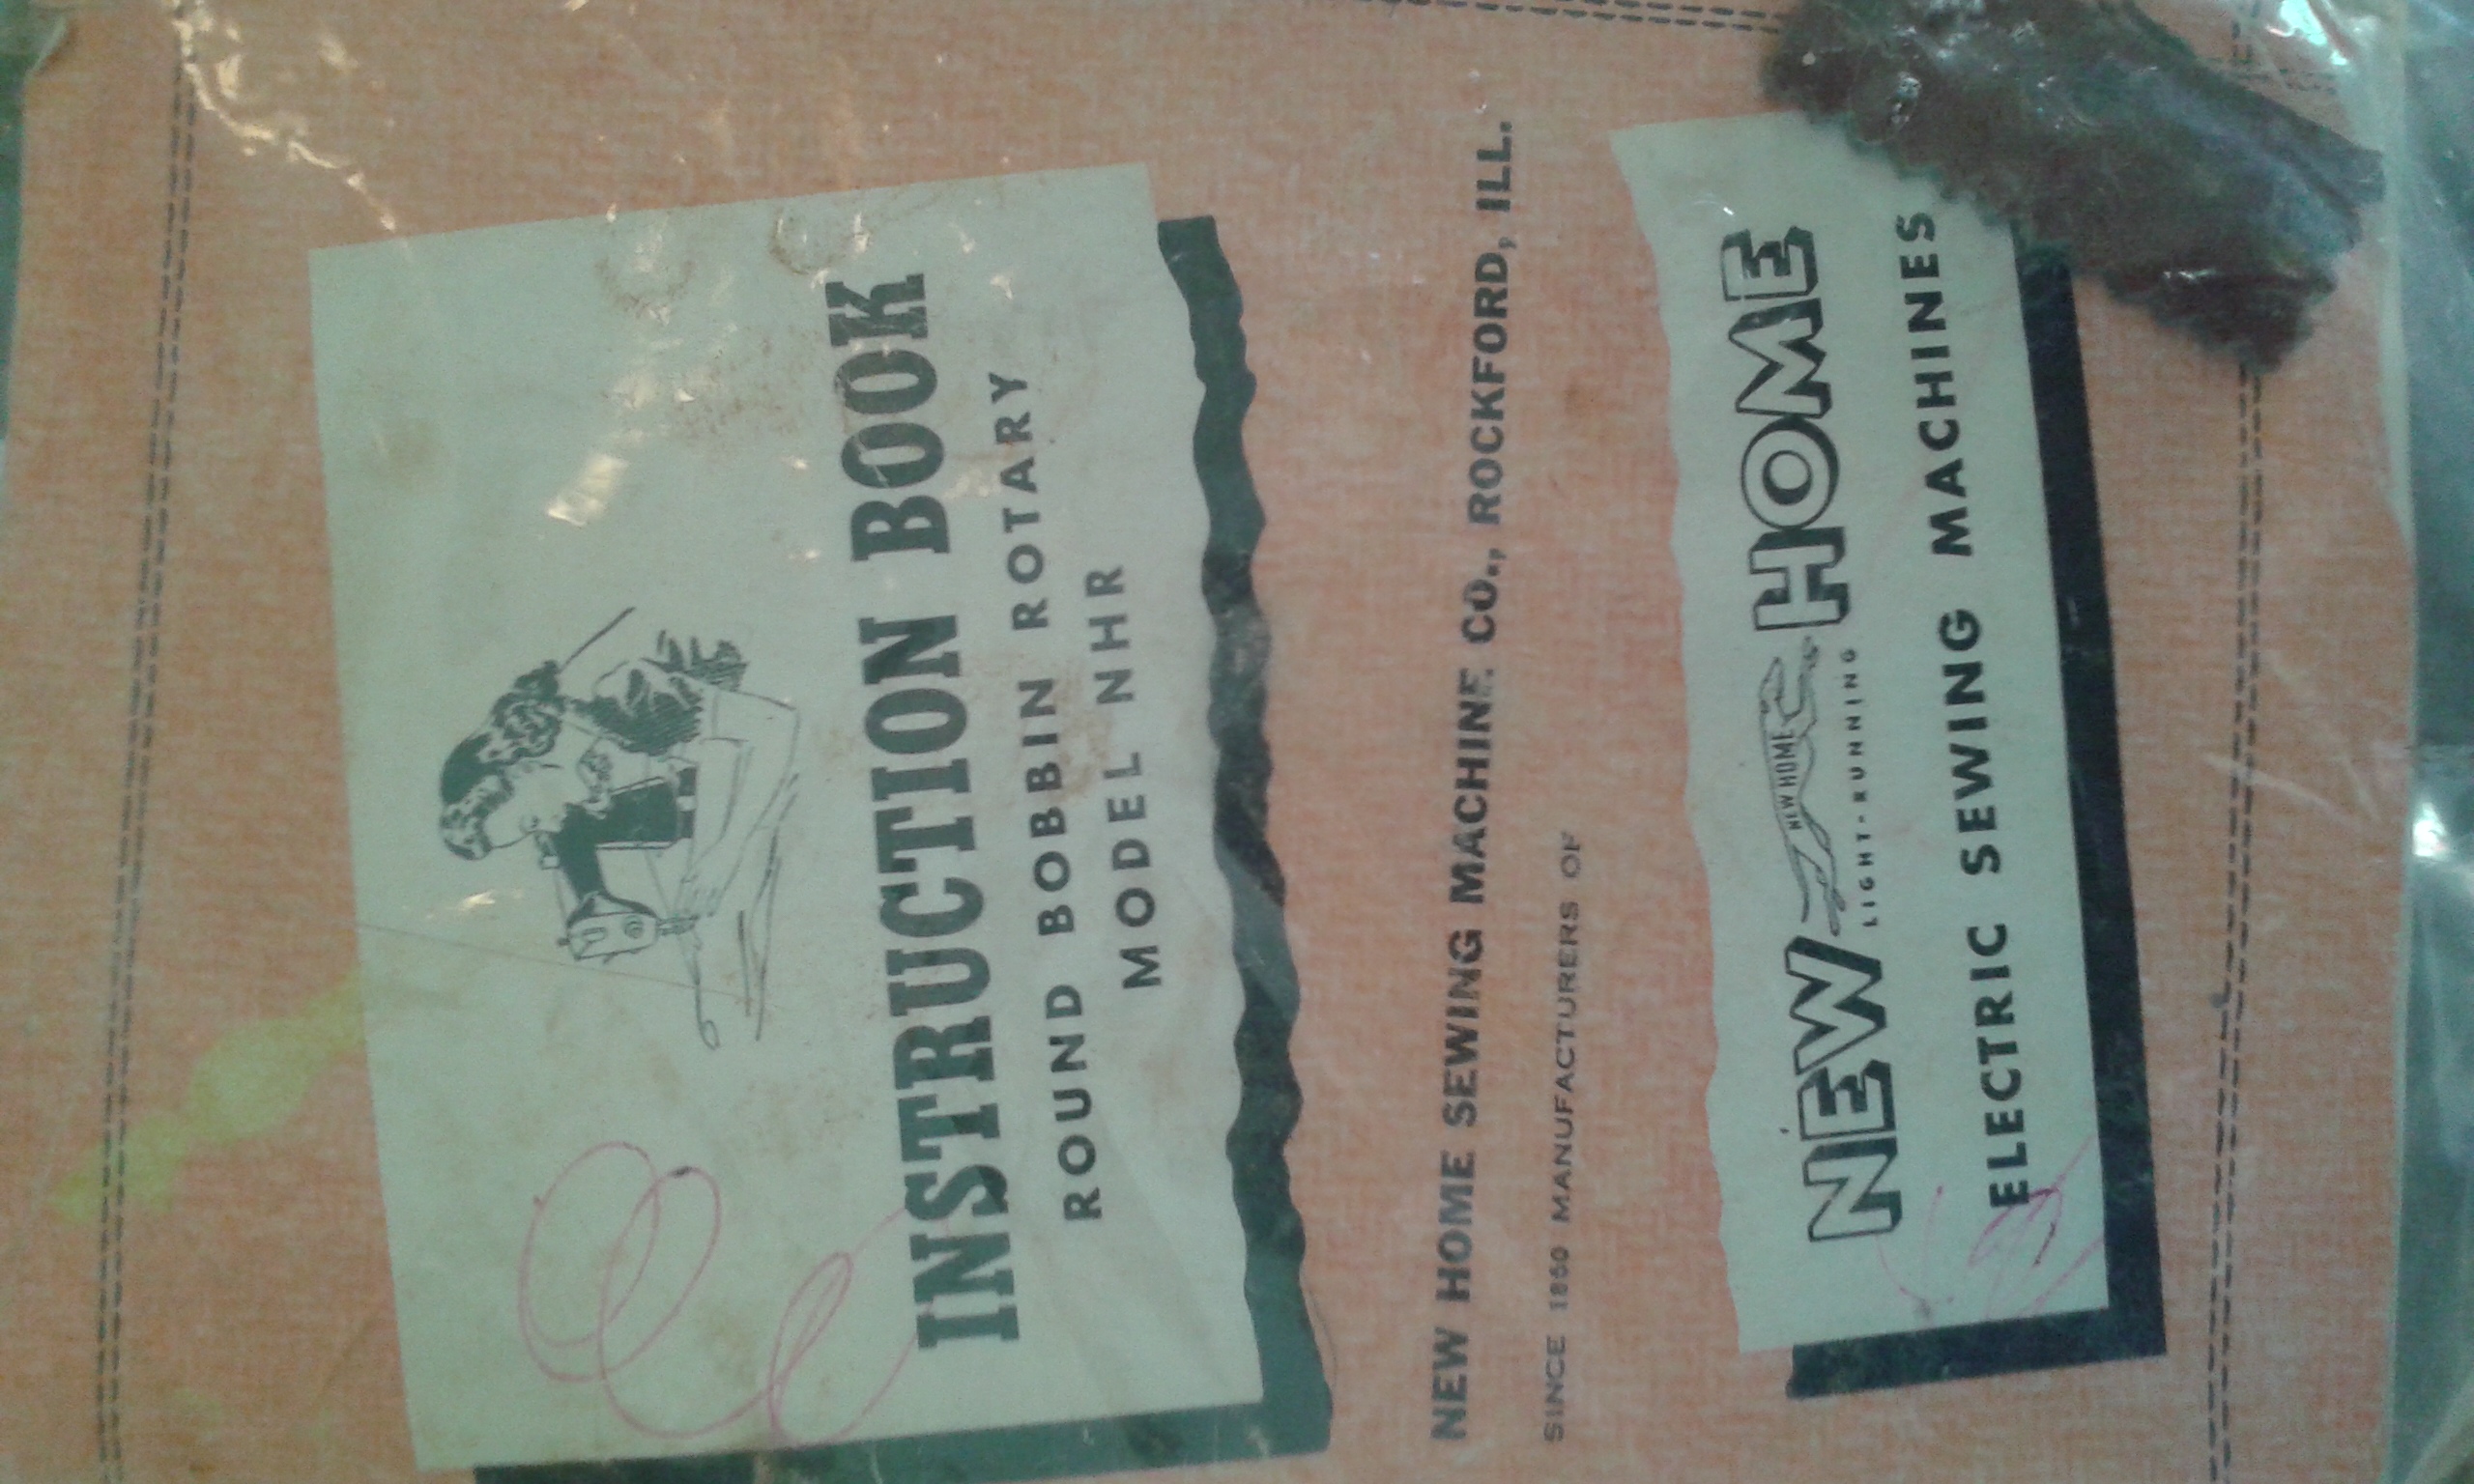 INSTRUCTION BOOK
ROUND BOBBIN ROTARY
MODEL NHR
NEW HOME SEWING MACHINE CO., ROCKFORD, ILL.
SINCE 1860 MANUFACTURERS OF
NEW HOME
NEW HOME
LIGHT-RUNNING
ELECTRIC SEWING MACHINES